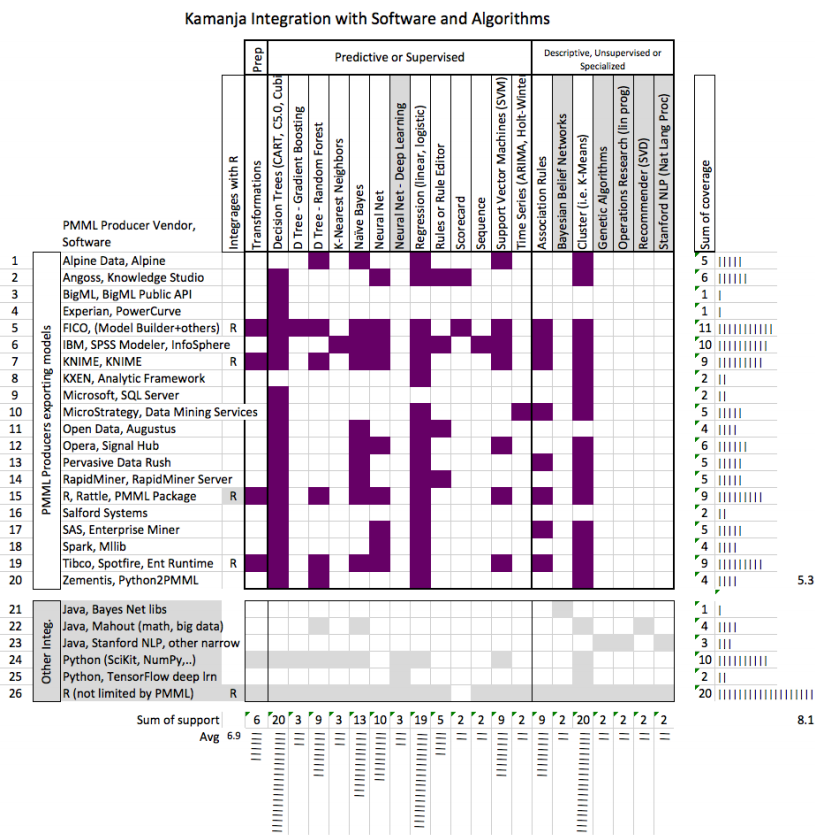 Kamanja Integration with Software and Algorithms
Prep
Predictive or Supervised
Descriptive, Unsupervised or
Specialized
PMML Producer Vendor,
Software
Integrages with R
Transformations
Decision Trees (CART, C5.0, Cubi
D Tree - Gradient Boosting
D Tree - Random Forest
K-Nearest Neighbors
Naïve Bayes
Neural Net
Neural Net - Deep Learning
Regression (linear, logistic)
Rules or Rule Editor
Scorecard
Sequence
Support Vector Machines (SVM)
Time Series (ARIMA, Holt-Winter
Association Rules
Bayesian Belief Networks
Cluster (i.e. K-Means)
Genetic Algorithms
Operations Research (lin prog)
Recommender (SVD)
Stanford NLP (Nat Lang Proc)
Sum of coverage
PMML Producers exporting models
1 Alpine Data, Alpine 5 |||||
2 Angoss, Knowledge Studio 6 ||||||
3 BigML, BigML Public API 1 |
4 Experian, PowerCurve 1 |
5 FICO, (Model Builder+others) R 11 |||||||||||
6 IBM, SPSS Modeler, InfoSphere 10 ||||||||||
7 KNIME, KNIME R 9 |||||||||
8 KXEN, Analytic Framework 2 ||
9 Microsoft, SQL Server 2 ||
10 MicroStrategy, Data Mining Services 5 |||||
11 Open Data, Augustus 4 ||||
12 Opera, Signal Hub 6 ||||||
13 Pervasive Data Rush 5 |||||
14 RapidMiner, RapidMiner Server 5 |||||
15 R, Rattle, PMML Package R 9 |||||||||
16 Salford Systems 2 ||
17 SAS, Enterprise Miner 5 |||||
18 Spark, Mllib 4 ||||
19 Tibco, Spotfire, Ent Runtime R 9 |||||||||
20 Zementis, Python2PMML 4 |||| 5.3
Other Integ.
21 Java, Bayes Net libs 1 |
22 Java, Mahout (math, big data) 4 ||||
23 Java, Stanford NLP, other narrow 3 |||
24 Python (SciKit, NumPy,..) 10 ||||||||||
25 Python, TensorFlow deep lrn 2 ||
26 R (not limited by PMML) R 20 ||||||||||||||||||||
Sum of support 6 20 3 9 3 13 10 3 19 5 2 2 9 2 9 2 20 2 2 2 2 8.1
Avg 6.9